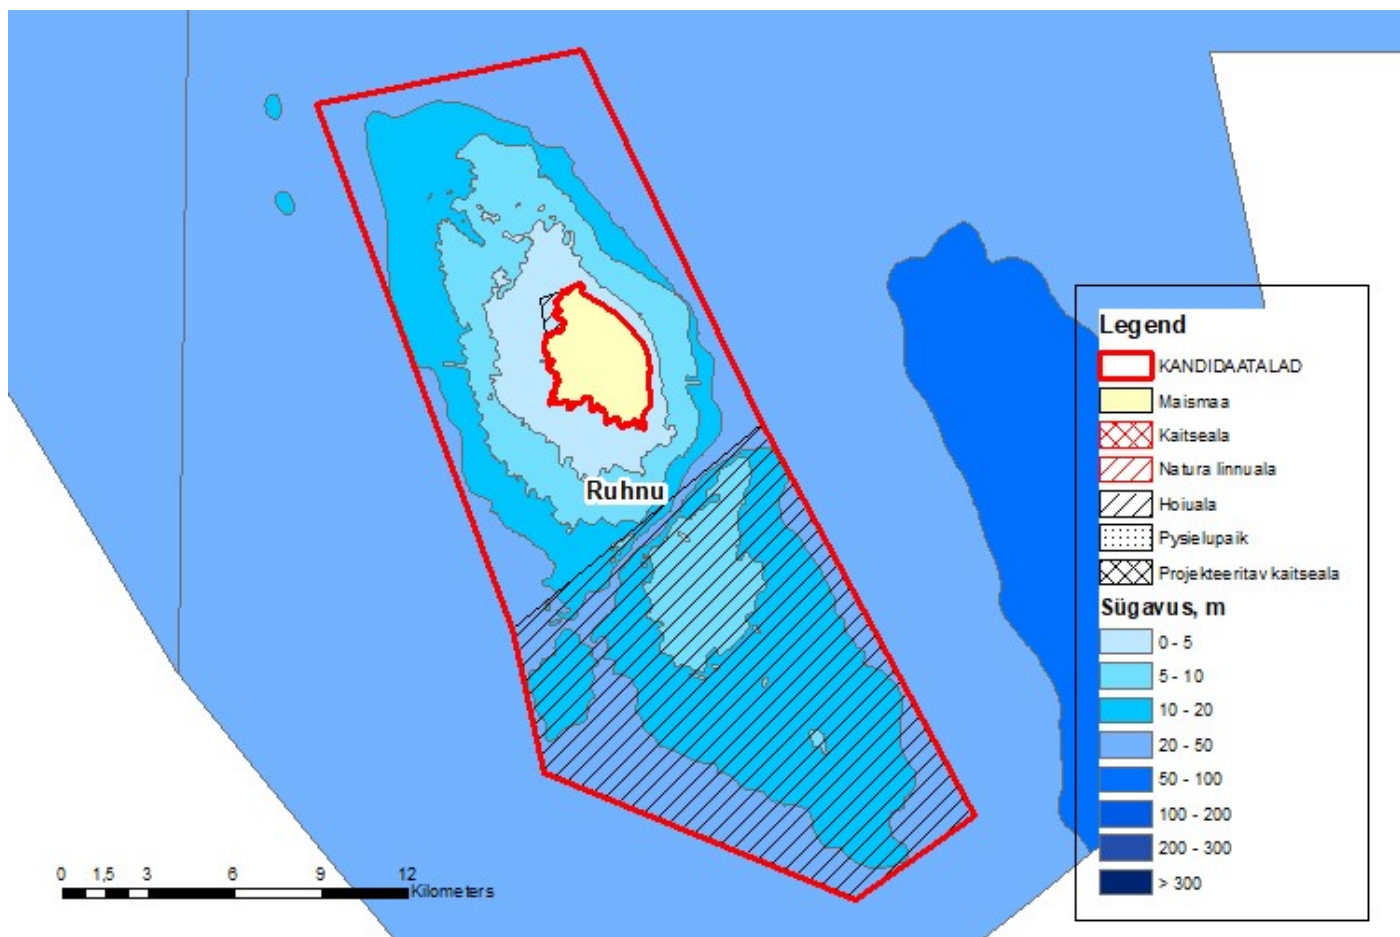 Ruhnu
Legend
KANDIDAATALAD
Maismaa
Kaitseala
Natura linnuala
Hoiuala
Pysielupaik
Projekteeritav kaitseala
Sügavus, m
0 - 5
5 - 10
10 - 20
20 - 50
50 - 100
100 - 200
200 - 300
> 300
0 1,5 3 6 9 12
Kilometers